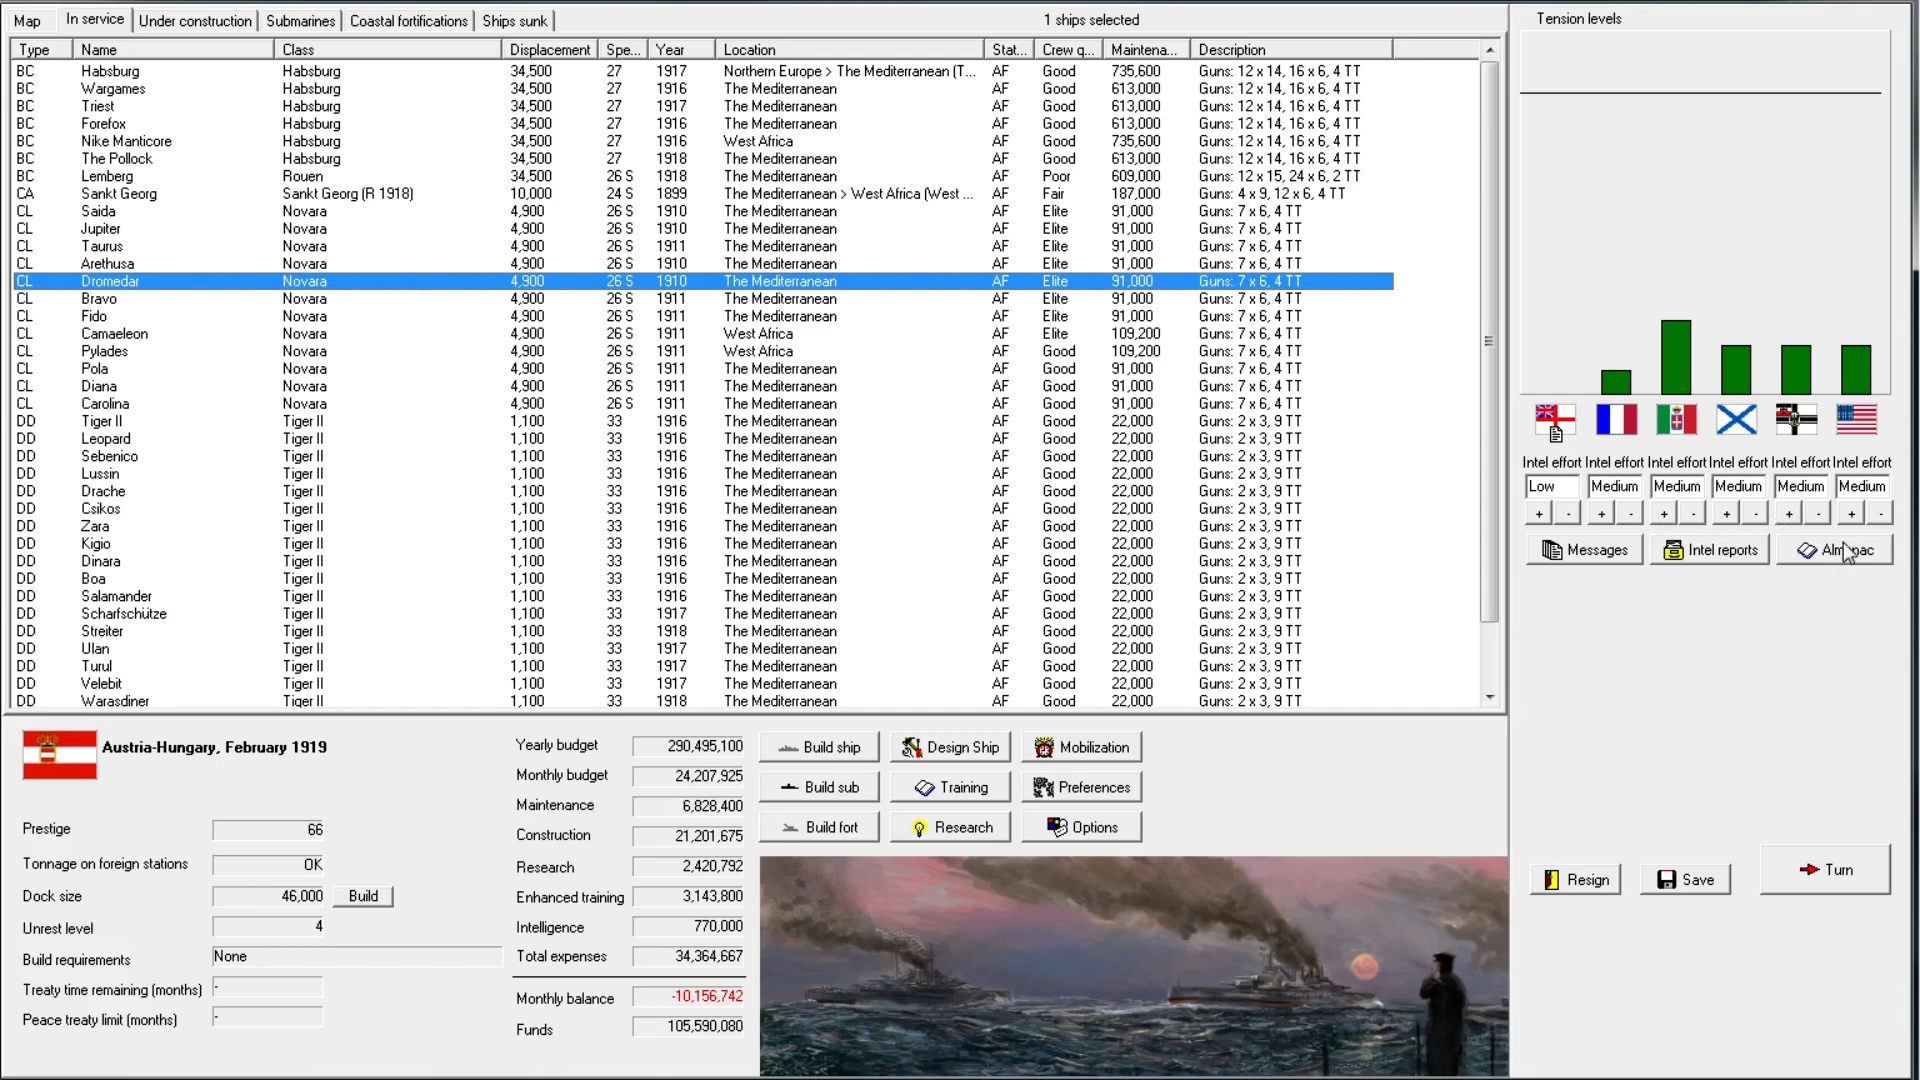 Map In service Under construction Submarines Coastal fortifications Ships sunk 1 ships selected Tension levels
Type Name Class Displacement Spe... Year Location Stat... Crew q... Maintena... Description
BC Habsburg Habsburg 34,500 27 1917 Northern Europe > The Mediterranean (T... AF Good 735,600 Guns: 12 x 14, 16 x 6, 4 TT
BC Wargames Habsburg 34,500 27 1916 The Mediterranean AF Good 613,000 Guns: 12 x 14, 16 x 6, 4 TT
BC Triest Habsburg 34,500 27 1917 The Mediterranean AF Good 613,000 Guns: 12 x 14, 16 x 6, 4 TT
BC Forefox Habsburg 34,500 27 1916 The Mediterranean AF Good 613,000 Guns: 12 x 14, 16 x 6, 4 TT
BC Nike Manticore Habsburg 34,500 27 1916 West Africa AF Good 735,600 Guns: 12 x 14, 16 x 6, 4 TT
BC The Pollock Habsburg 34,500 27 1918 The Mediterranean AF Good 613,000 Guns: 12 x 14, 16 x 6, 4 TT
BC Lemberg Rouen 34,500 26 S 1918 The Mediterranean AF Poor 609,000 Guns: 12 x 15, 24 x 6, 2 TT
CA Sankt Georg Sankt Georg (R 1918) 10,000 24 S 1899 The Mediterranean > West Africa (West ... AF Fair 187,000 Guns: 4 x 9, 12 x 6, 4 TT
CL Saida Novara 4,900 26 S 1910 The Mediterranean AF Elite 91,000 Guns: 7 x 6, 4 TT
CL Jupiter Novara 4,900 26 S 1910 The Mediterranean AF Elite 91,000 Guns: 7 x 6, 4 TT
CL Taurus Novara 4,900 26 S 1911 The Mediterranean AF Elite 91,000 Guns: 7 x 6, 4 TT
CL Arethusa Novara 4,900 26 S 1910 The Mediterranean AF Elite 91,000 Guns: 7 x 6, 4 TT
CL Dromedar Novara 4,900 26 S 1910 The Mediterranean AF Elite 91,000 Guns: 7 x 6, 4 TT
CL Bravo Novara 4,900 26 S 1911 The Mediterranean AF Elite 91,000 Guns: 7 x 6, 4 TT
CL Fido Novara 4,900 26 S 1911 The Mediterranean AF Elite 91,000 Guns: 7 x 6, 4 TT
CL Camaeleon Novara 4,900 26 S 1911 West Africa AF Elite 109,200 Guns: 7 x 6, 4 TT
CL Pylades Novara 4,900 26 S 1911 West Africa AF Good 109,200 Guns: 7 x 6, 4 TT
CL Pola Novara 4,900 26 S 1911 The Mediterranean AF Good 91,000 Guns: 7 x 6, 4 TT
CL Diana Novara 4,900 26 S 1911 The Mediterranean AF Good 91,000 Guns: 7 x 6, 4 TT
CL Carolina Novara 4,900 26 S 1911 The Mediterranean AF Good 91,000 Guns: 7 x 6, 4 TT
DD Tiger II Tiger II 1,100 33 1916 The Mediterranean AF Good 22,000 Guns: 2 x 3, 9 TT
DD Leopard Tiger II 1,100 33 1916 The Mediterranean AF Good 22,000 Guns: 2 x 3, 9 TT
DD Sebenico Tiger II 1,100 33 1916 The Mediterranean AF Good 22,000 Guns: 2 x 3, 9 TT
DD Lussin Tiger II 1,100 33 1916 The Mediterranean AF Good 22,000 Guns: 2 x 3, 9 TT
DD Drache Tiger II 1,100 33 1916 The Mediterranean AF Good 22,000 Guns: 2 x 3, 9 TT
DD Csikos Tiger II 1,100 33 1916 The Mediterranean AF Good 22,000 Guns: 2 x 3, 9 TT
DD Zara Tiger II 1,100 33 1916 The Mediterranean AF Good 22,000 Guns: 2 x 3, 9 TT
DD Kigio Tiger II 1,100 33 1916 The Mediterranean AF Good 22,000 Guns: 2 x 3, 9 TT
DD Dinara Tiger II 1,100 33 1916 The Mediterranean AF Good 22,000 Guns: 2 x 3, 9 TT
DD Boa Tiger II 1,100 33 1916 The Mediterranean AF Good 22,000 Guns: 2 x 3, 9 TT
DD Salamander Tiger II 1,100 33 1916 The Mediterranean AF Good 22,000 Guns: 2 x 3, 9 TT
DD Scharfschütze Tiger II 1,100 33 1917 The Mediterranean AF Good 22,000 Guns: 2 x 3, 9 TT
DD Streiter Tiger II 1,100 33 1918 The Mediterranean AF Good 22,000 Guns: 2 x 3, 9 TT
DD Ulan Tiger II 1,100 33 1917 The Mediterranean AF Good 22,000 Guns: 2 x 3, 9 TT
DD Turul Tiger II 1,100 33 1917 The Mediterranean AF Good 22,000 Guns: 2 x 3, 9 TT
DD Velebit Tiger II 1,100 33 1917 The Mediterranean AF Good 22,000 Guns: 2 x 3, 9 TT
DD Warasdiner Tiger II 1,100 33 1918 The Mediterranean AF Good 22,000 Guns: 2 x 3, 9 TT
Intel effort Intel effort Intel effort Intel effort Intel effort Intel effort
Low Medium Medium Medium Medium Medium
+ - + - + - + - + - + -
Messages Intel reports
Austria-Hungary, February 1919
Prestige 66
Tonnage on foreign stations OK
Dock size 46,000 Build
Unrest level 4
Build requirements None
Treaty time remaining (months) -
Peace treaty limit (months) -
Yearly budget 290,495,100
Monthly budget 24,207,925
Maintenance 6,828,400
Construction 21,201,675
Research 2,420,792
Enhanced training 3,143,800
Intelligence 770,000
Total expenses 34,364,667
Monthly balance -10,156,742
Funds 105,590,080
Build ship Design Ship Mobilization
Build sub Training Preferences
Build fort Research Options
Resign Save Turn